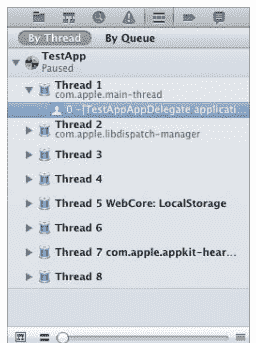 By Thread By Queue
TestApp
Paused
Thread 1
com.apple.main-thread
0 -[TestAppAppDelegate applicati...
Thread 2
com.apple.libdispatch-manager
Thread 3
Thread 4
Thread 5 WebCore: LocalStorage
Thread 6
Thread 7 com.apple.appkit-hear...
Thread 8